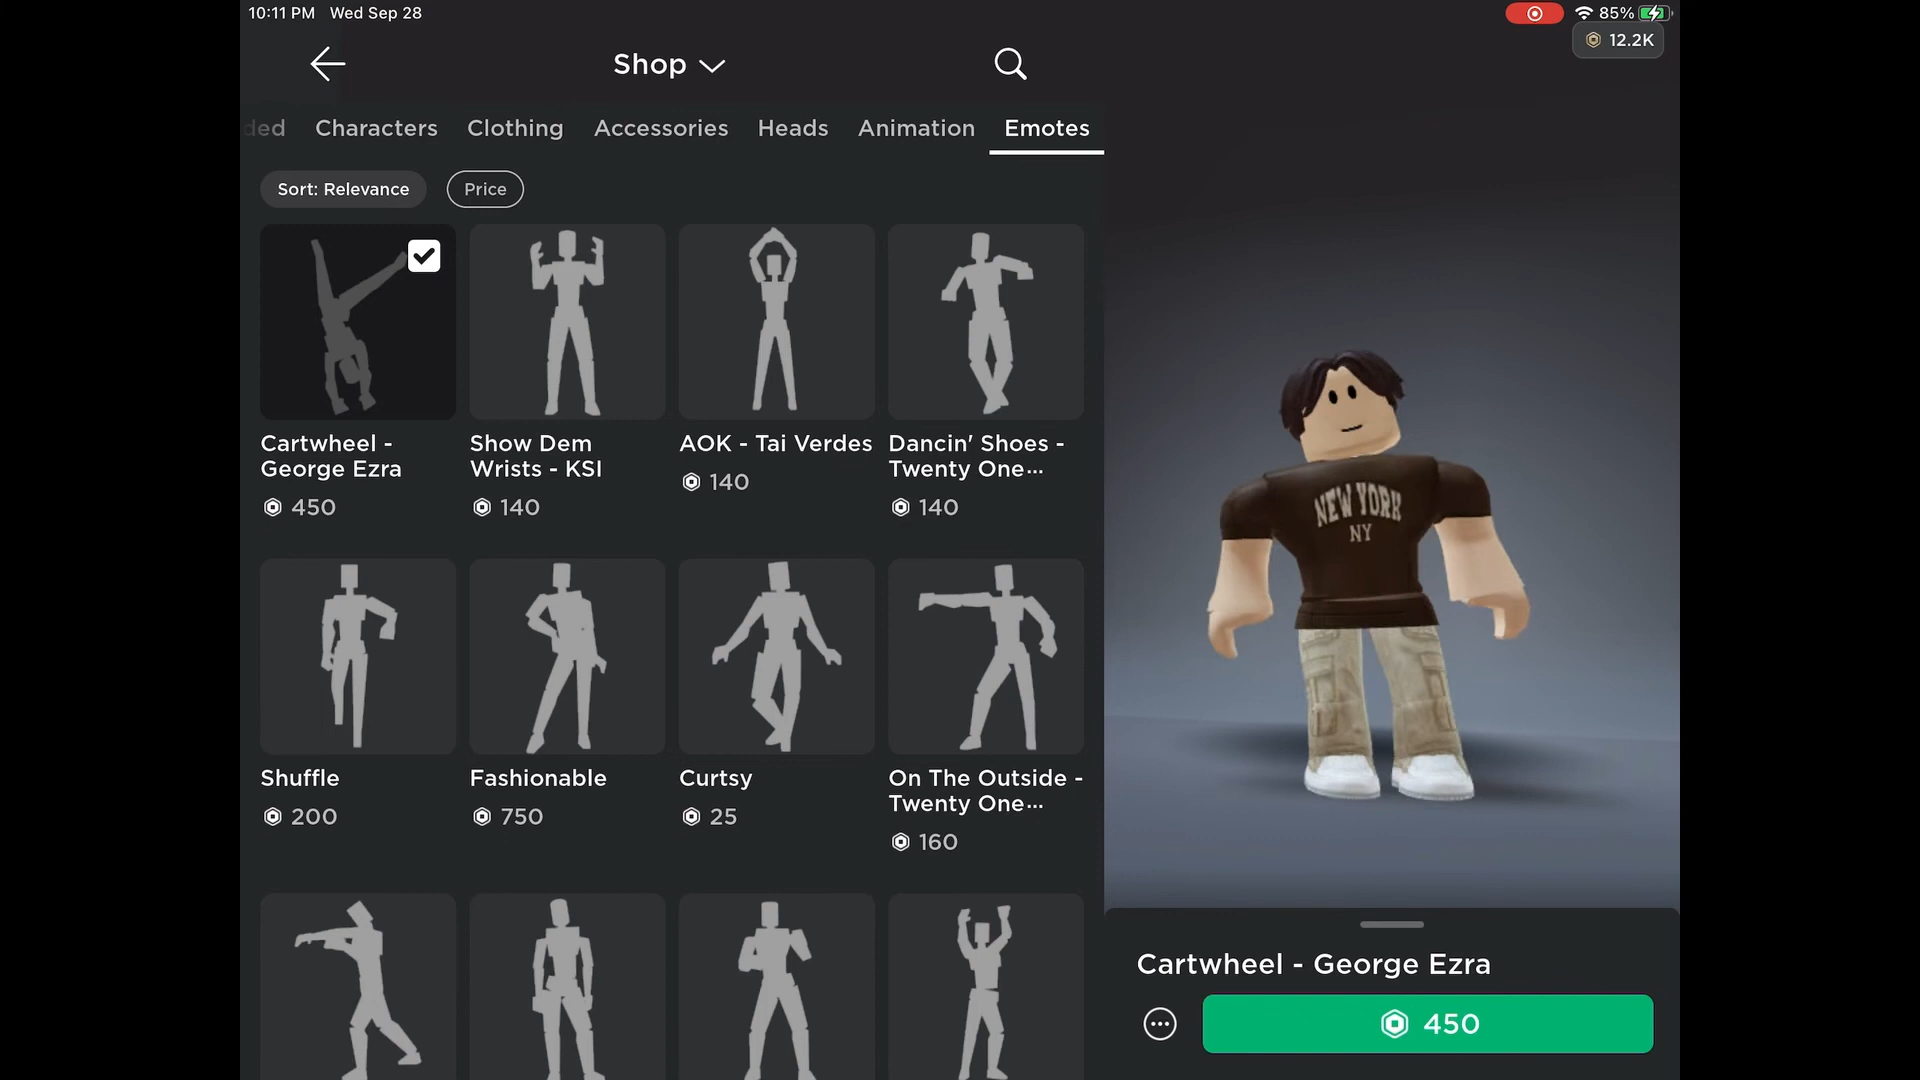 10:11 PM Wed Sep 28
85%
12.2K
Shop
ded Characters Clothing Accessories Heads Animation Emotes
Sort: Relevance Price
Cartwheel -
George Ezra
450
Show Dem
Wrists - KSI
140
AOK - Tai Verdes
140
Dancin' Shoes -
Twenty One...
140
Shuffle
200
Fashionable
750
Curtsy
25
On The Outside -
Twenty One...
160
NEW YORK
NY
Cartwheel - George Ezra
450